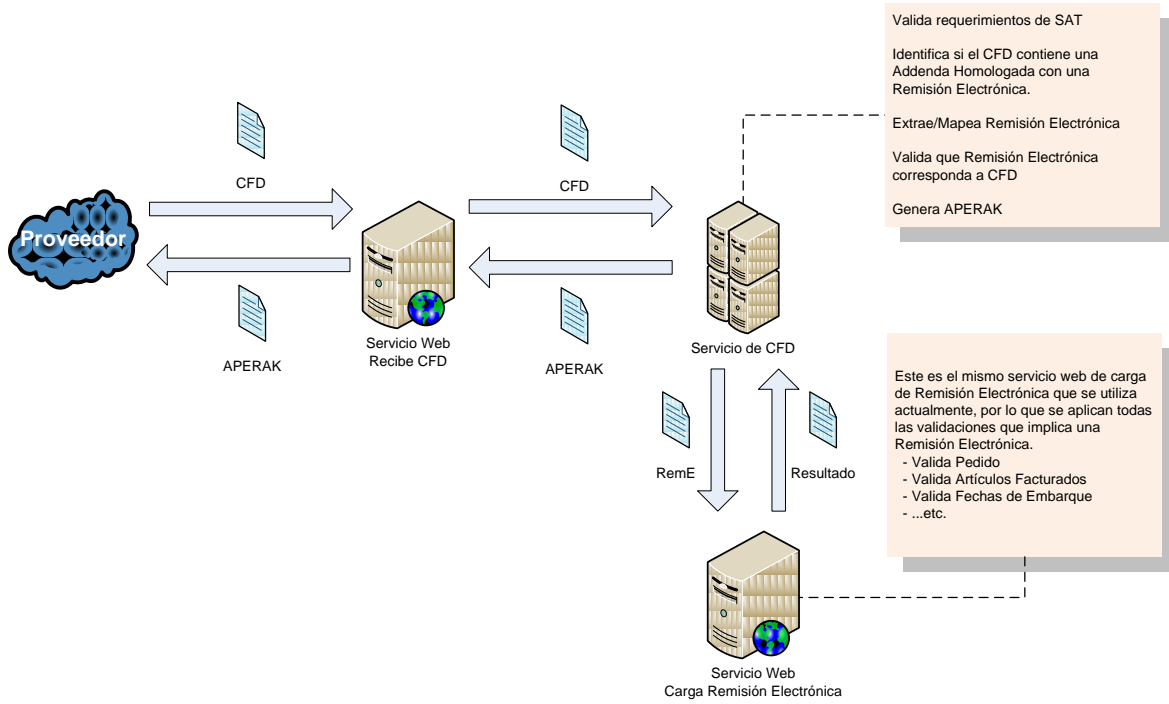 Valida requerimientos de SAT
Identifica si el CFD contiene una
Addenda Homologada con una
Remisión Electrónica.
Extrae/Mapea Remisión Electrónica
Valida que Remisión Electrónica
corresponda a CFD
Genera APERAK
CFD
CFD
Proveedor
Servicio Web
Recibe CFD
Servicio de CFD
APERAK
APERAK
Este es el mismo servicio web de carga
de Remisión Electrónica que se utiliza
actualmente, por lo que se aplican todas
las validaciones que implica una
Remisión Electrónica.
- Valida Pedido
- Valida Artículos Facturados
- Valida Fechas de Embarque
- ...etc.
RemE
Resultado
Servicio Web
Carga Remisión Electrónica